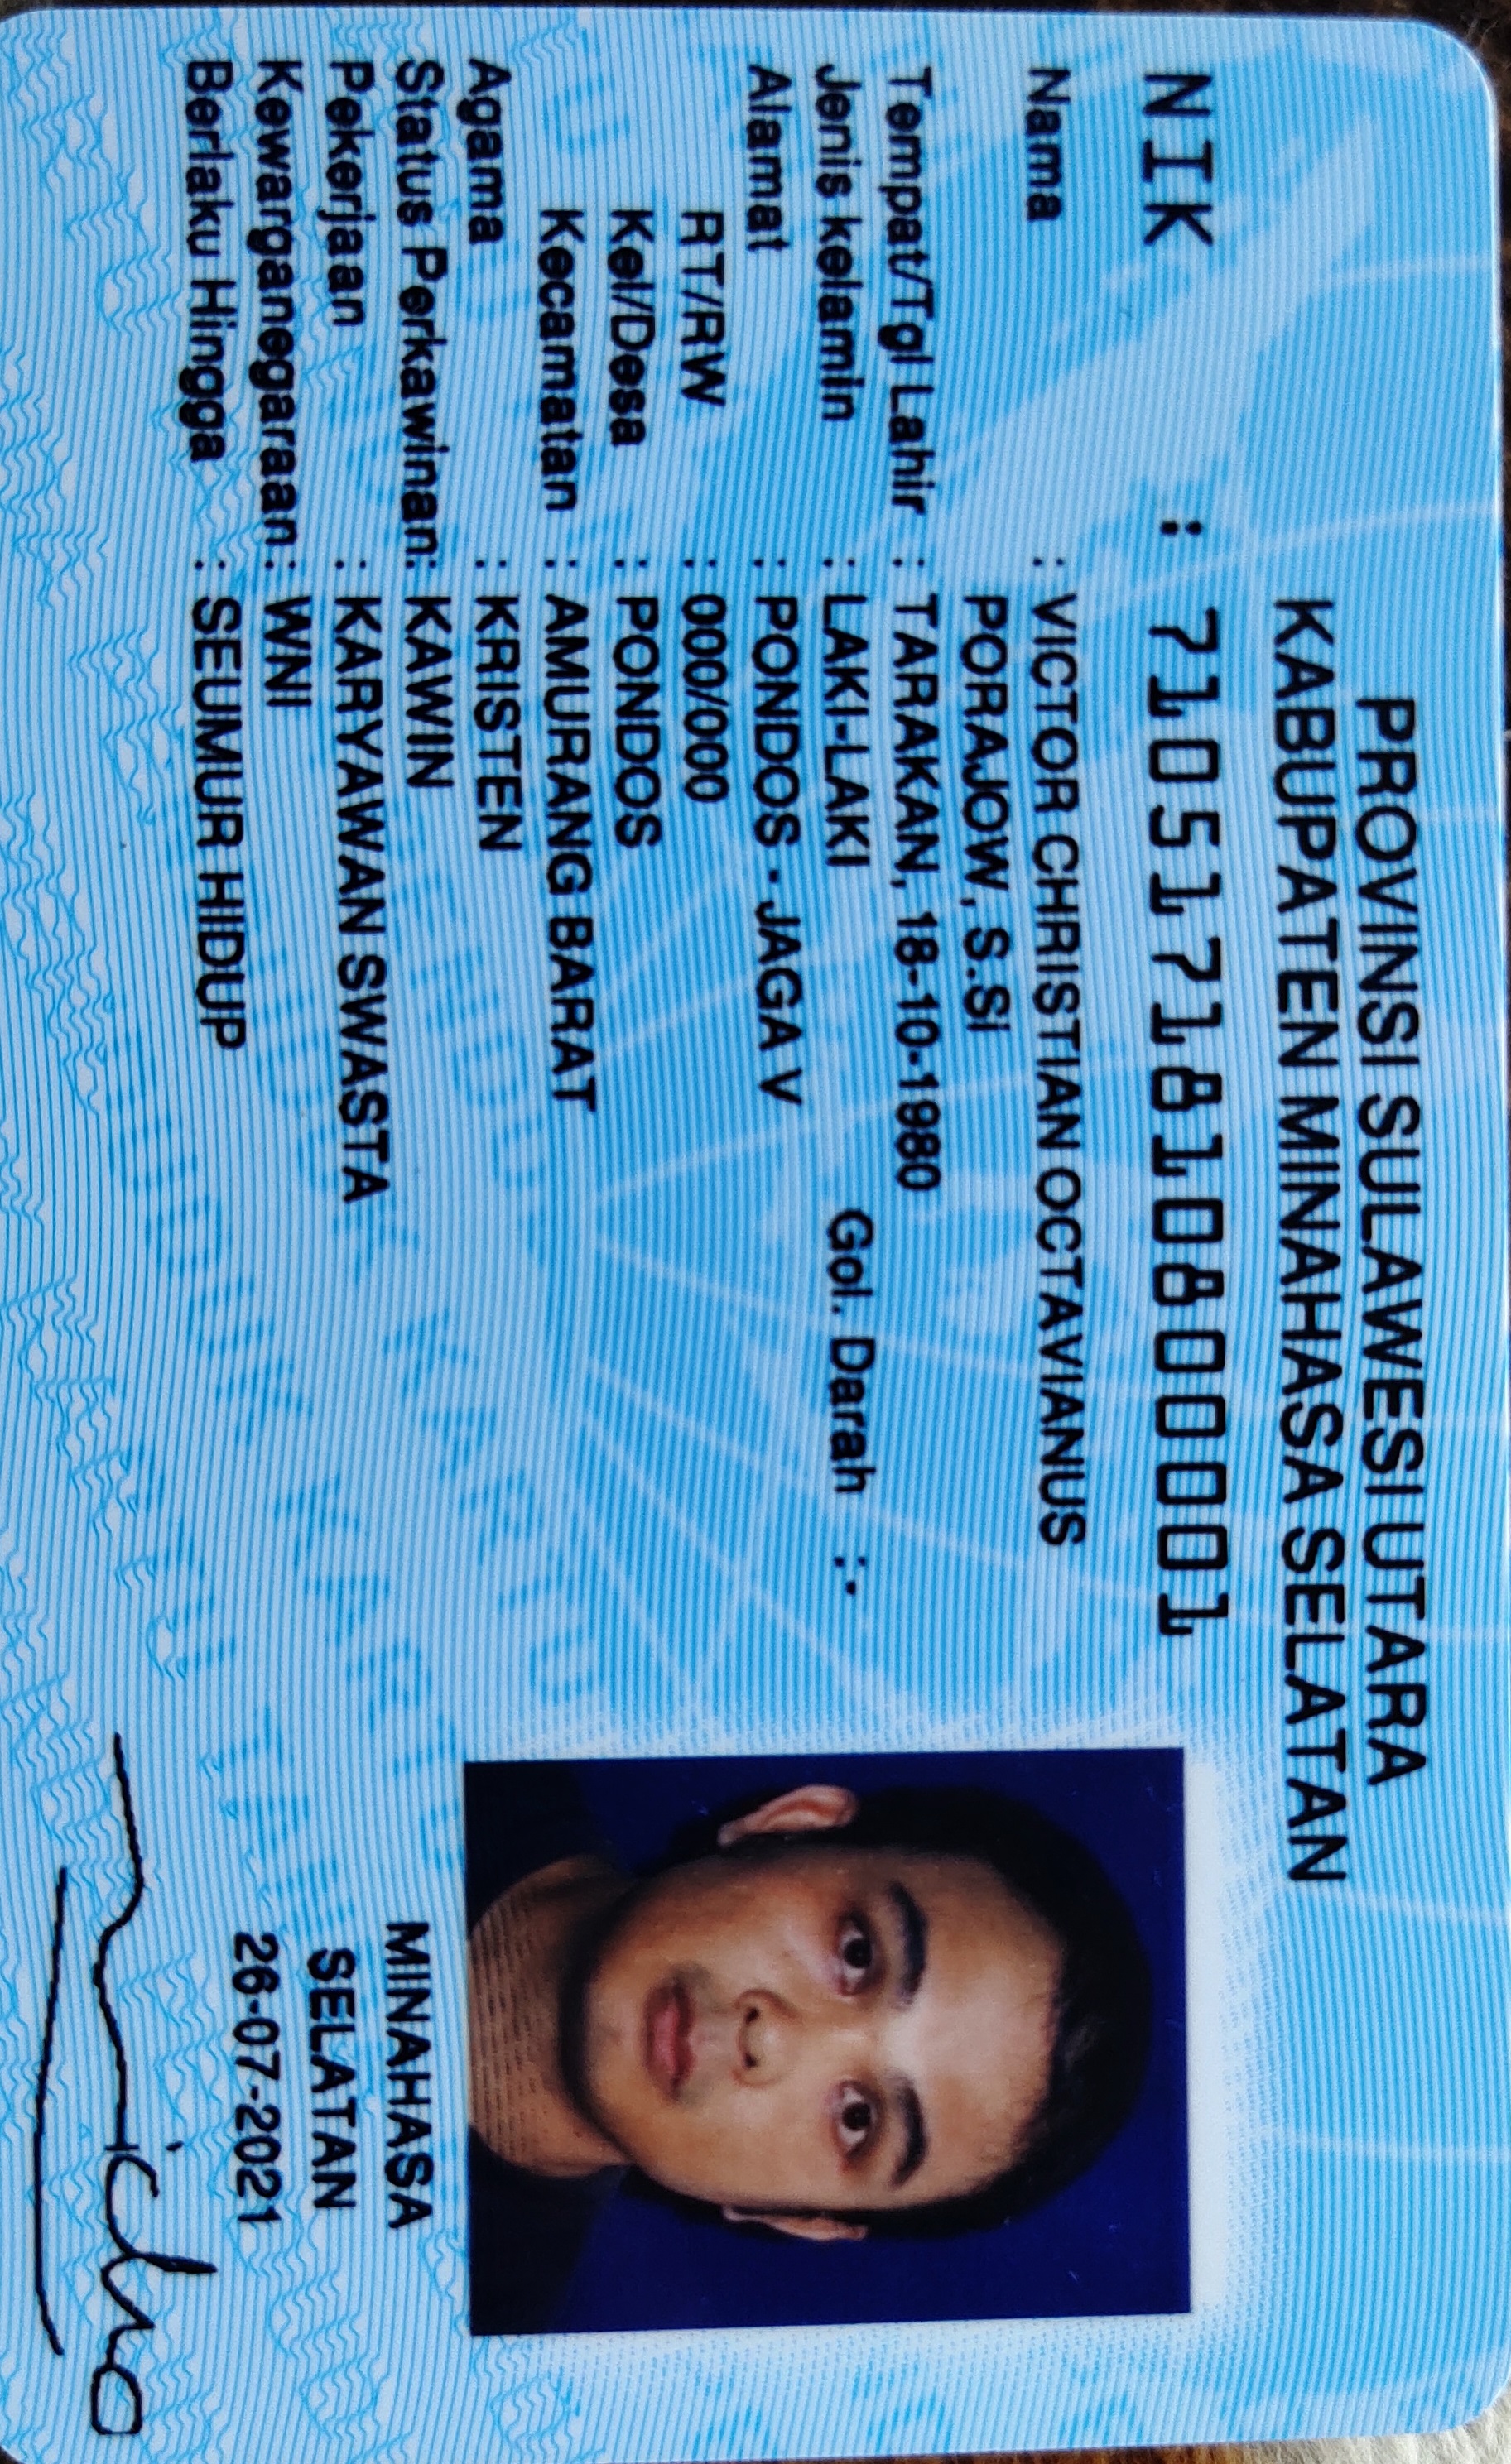 PROVINSI SULAWESI UTARA
KABUPATEN MINAHASA SELATAN
NIK : 7105171810800001
Nama : VICTOR CHRISTIAN OCTAVIANUS
PORAJOW, S.SI
Tempat/Tgl Lahir : TARAKAN, 18-10-1980
Jenis kelamin : LAKI-LAKI Gol. Darah :-
Alamat : PONDOS - JAGA V
RT/RW : 000/000
Kel/Desa : PONDOS
Kecamatan : AMURANG BARAT
Agama : KRISTEN
Status Perkawinan: KAWIN
Pekerjaan : KARYAWAN SWASTA
Kewarganegaraan: WNI
Berlaku Hingga : SEUMUR HIDUP
MINAHASA
SELATAN
26-07-2021